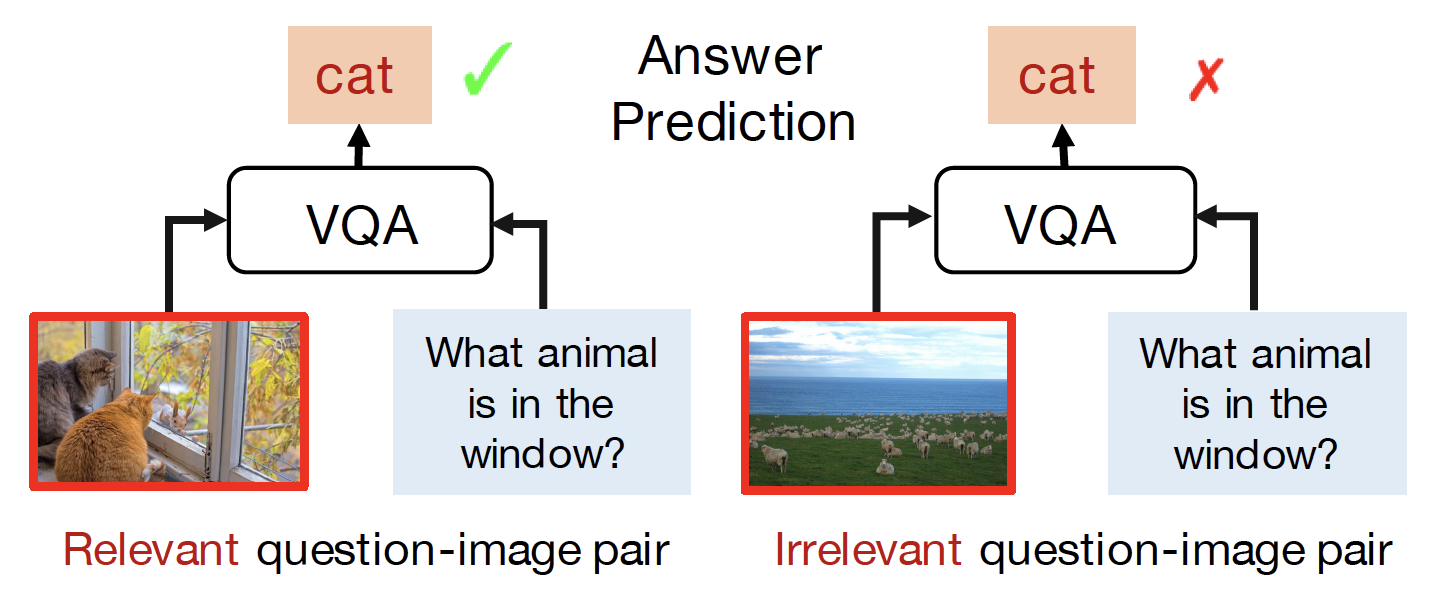 cat
✓
Answer
Prediction
cat
✗
VQA
VQA
What animal
is in the
window?
What animal
is in the
window?
Relevant question-image pair
Irrelevant question-image pair